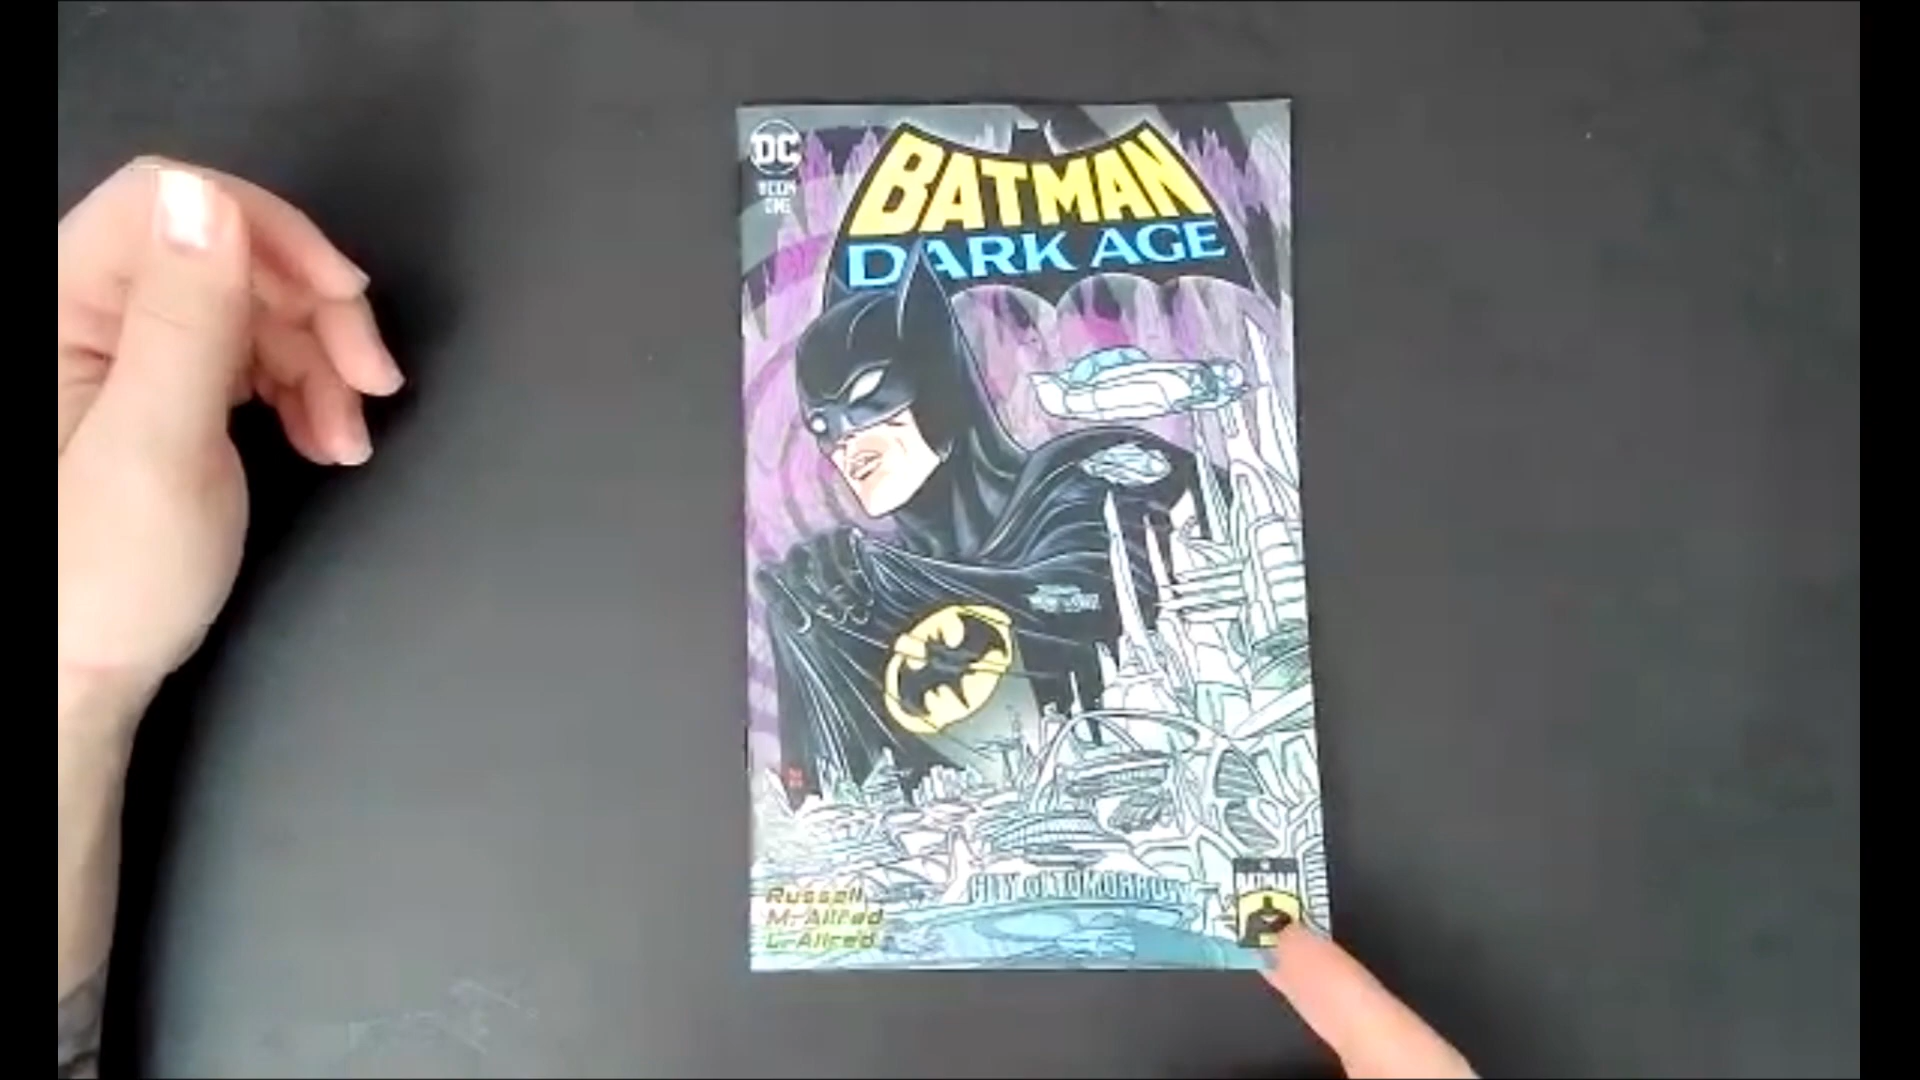 DC
BOOK
ONE
BATMAN
DARK AGE
CITY OF TOMORROW
BATMAN
Russell
M. Allred
L. Allred